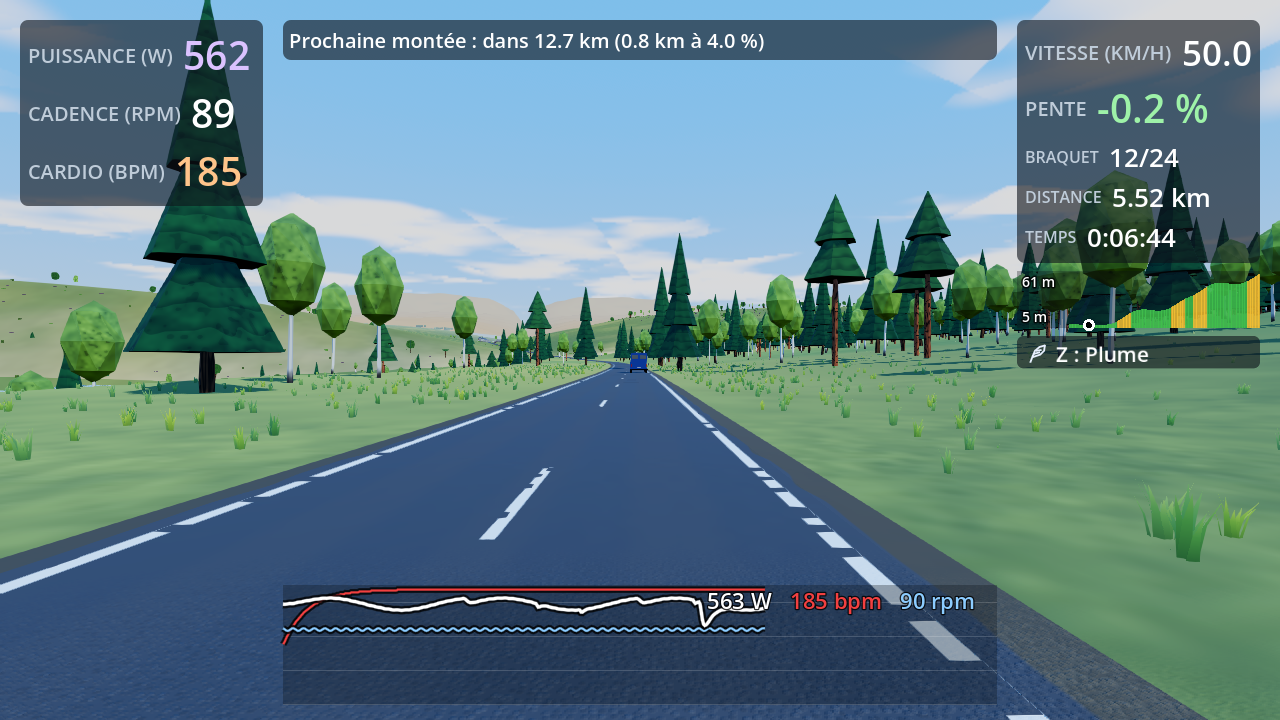 PUISSANCE (W) 562
CADENCE (RPM) 89
CARDIO (BPM) 185
Prochaine montée : dans 12.7 km (0.8 km à 4.0 %)
VITESSE (KM/H) 50.0
PENTE -0.2 %
BRAQUET 12/24
DISTANCE 5.52 km
TEMPS 0:06:44
61 m
5 m
Z : Plume
563 W 185 bpm 90 rpm